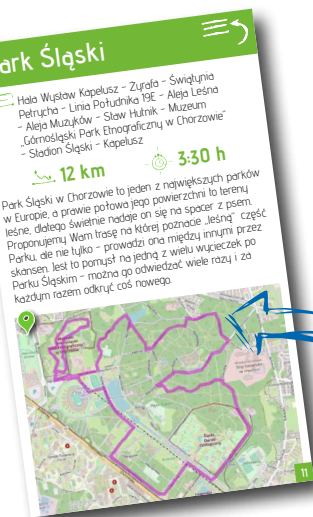 ark Śląski
Hala Wystaw Kapelusz - Żyrafa - Świątynia
Petrycha - Linia Południka 19E - Aleja Leśna
- Aleja Muzyków - Staw Hutnik - Muzeum
„Górnośląski Park Etnograficzny w Chorzowie”
- Stadion Śląski - Kapelusz
12 km
3:30 h
Park Śląski w Chorzowie to jeden z największych parków
w Europie, a prawie połowa jego powierzchni to tereny
leśne, dlatego świetnie nadaje on się na spacer z psem.
Proponujemy Wam trasę na której poznacie „leśną” część
Parku, ale nie tylko - prowadzi ona między innymi przez
skansen. Jest to pomysł na jedną z wielu wycieczek po
Parku Śląskim - można go odwiedzać wiele razy i za
każdym razem odkryć coś nowego.
11